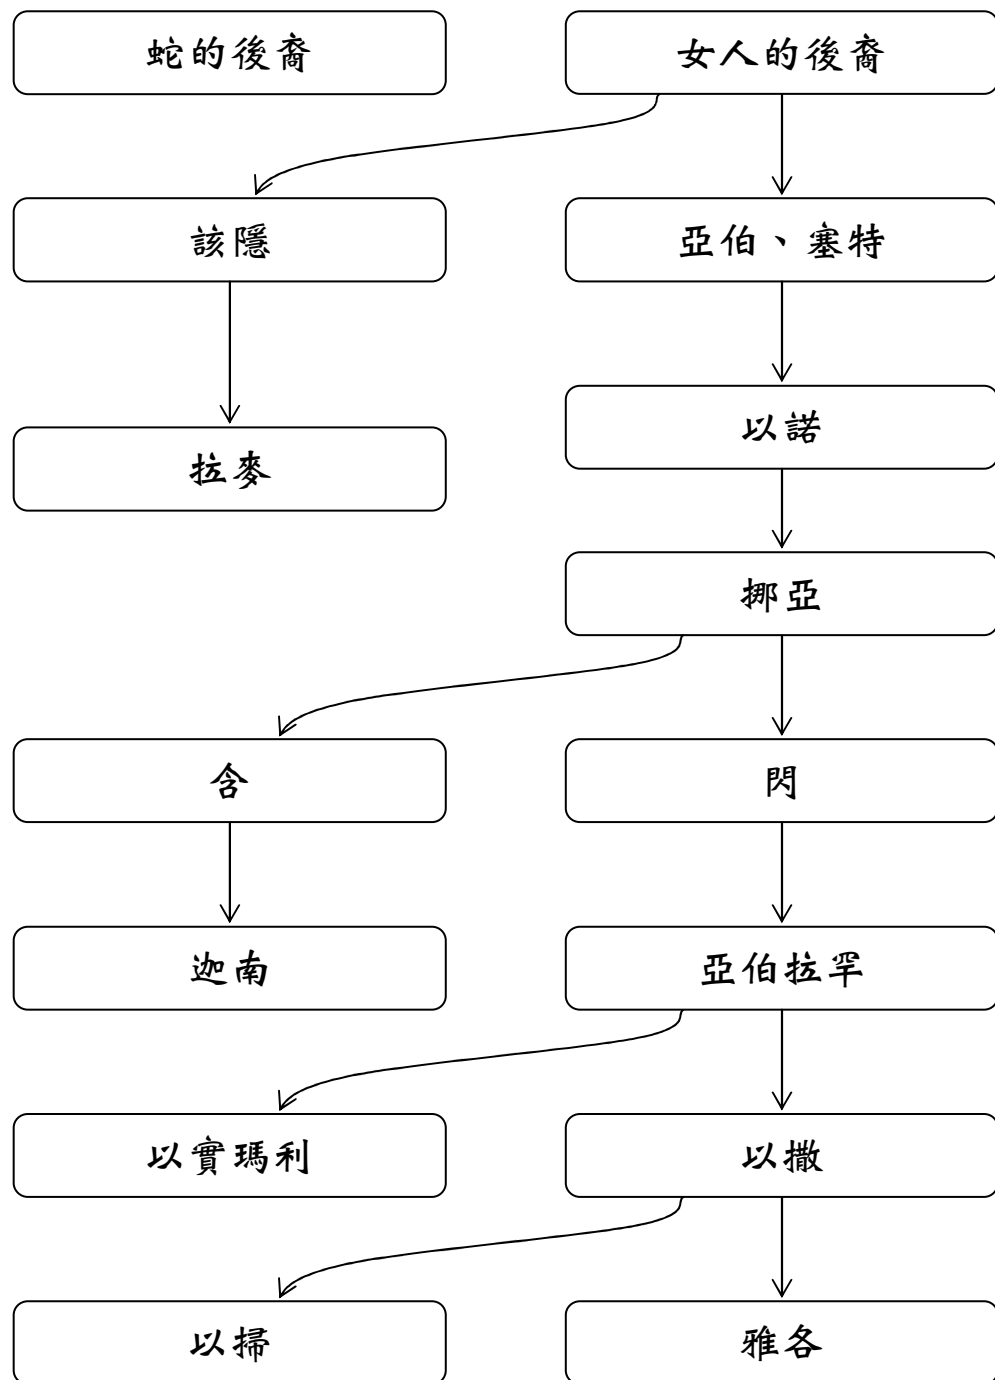 蛇的後裔
女人的後裔
該隱
亞伯、塞特
以諾
拉麥
挪亞
含
閃
迦南
亞伯拉罕
以實瑪利
以撒
以掃
雅各